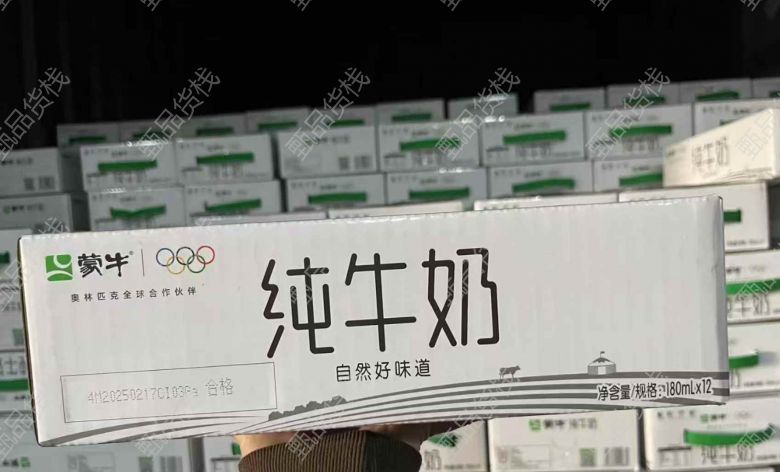 蒙牛
奥林匹克全球合作伙伴
纯牛奶
自然好味道
4M20250217CI03Pa 合格
净含量/规格:180mL×12
甄品货栈